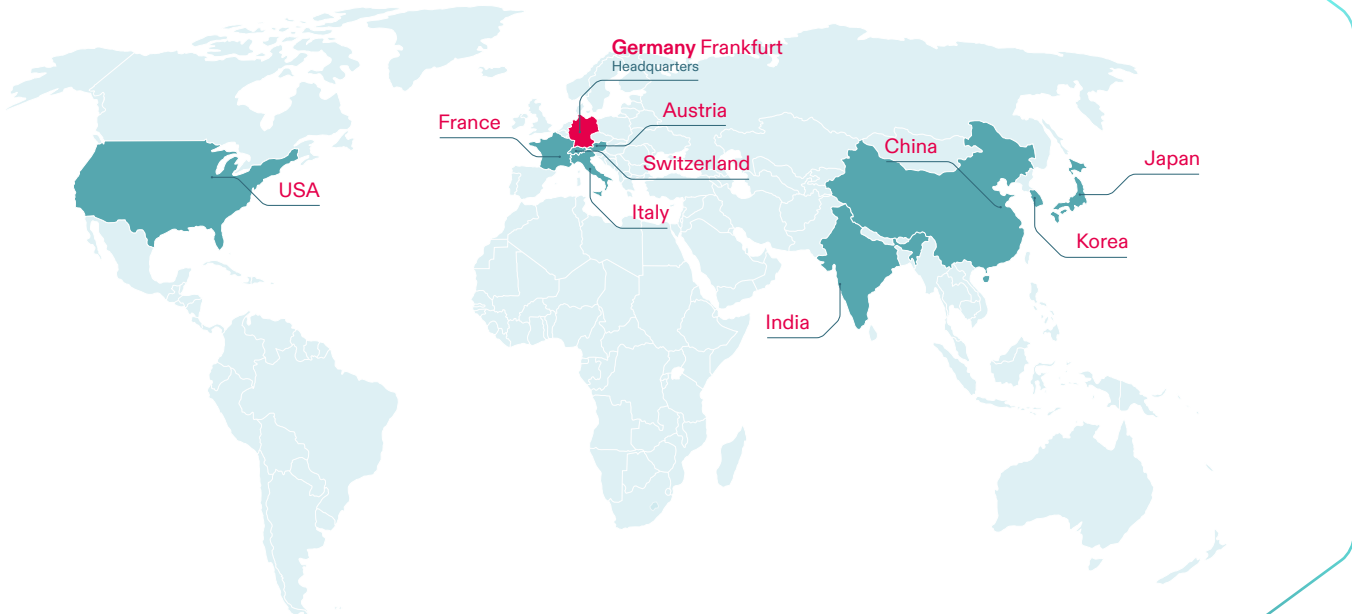 Germany Frankfurt
Headquarters
Austria
France
China
Japan
Switzerland
USA
Italy
Korea
India